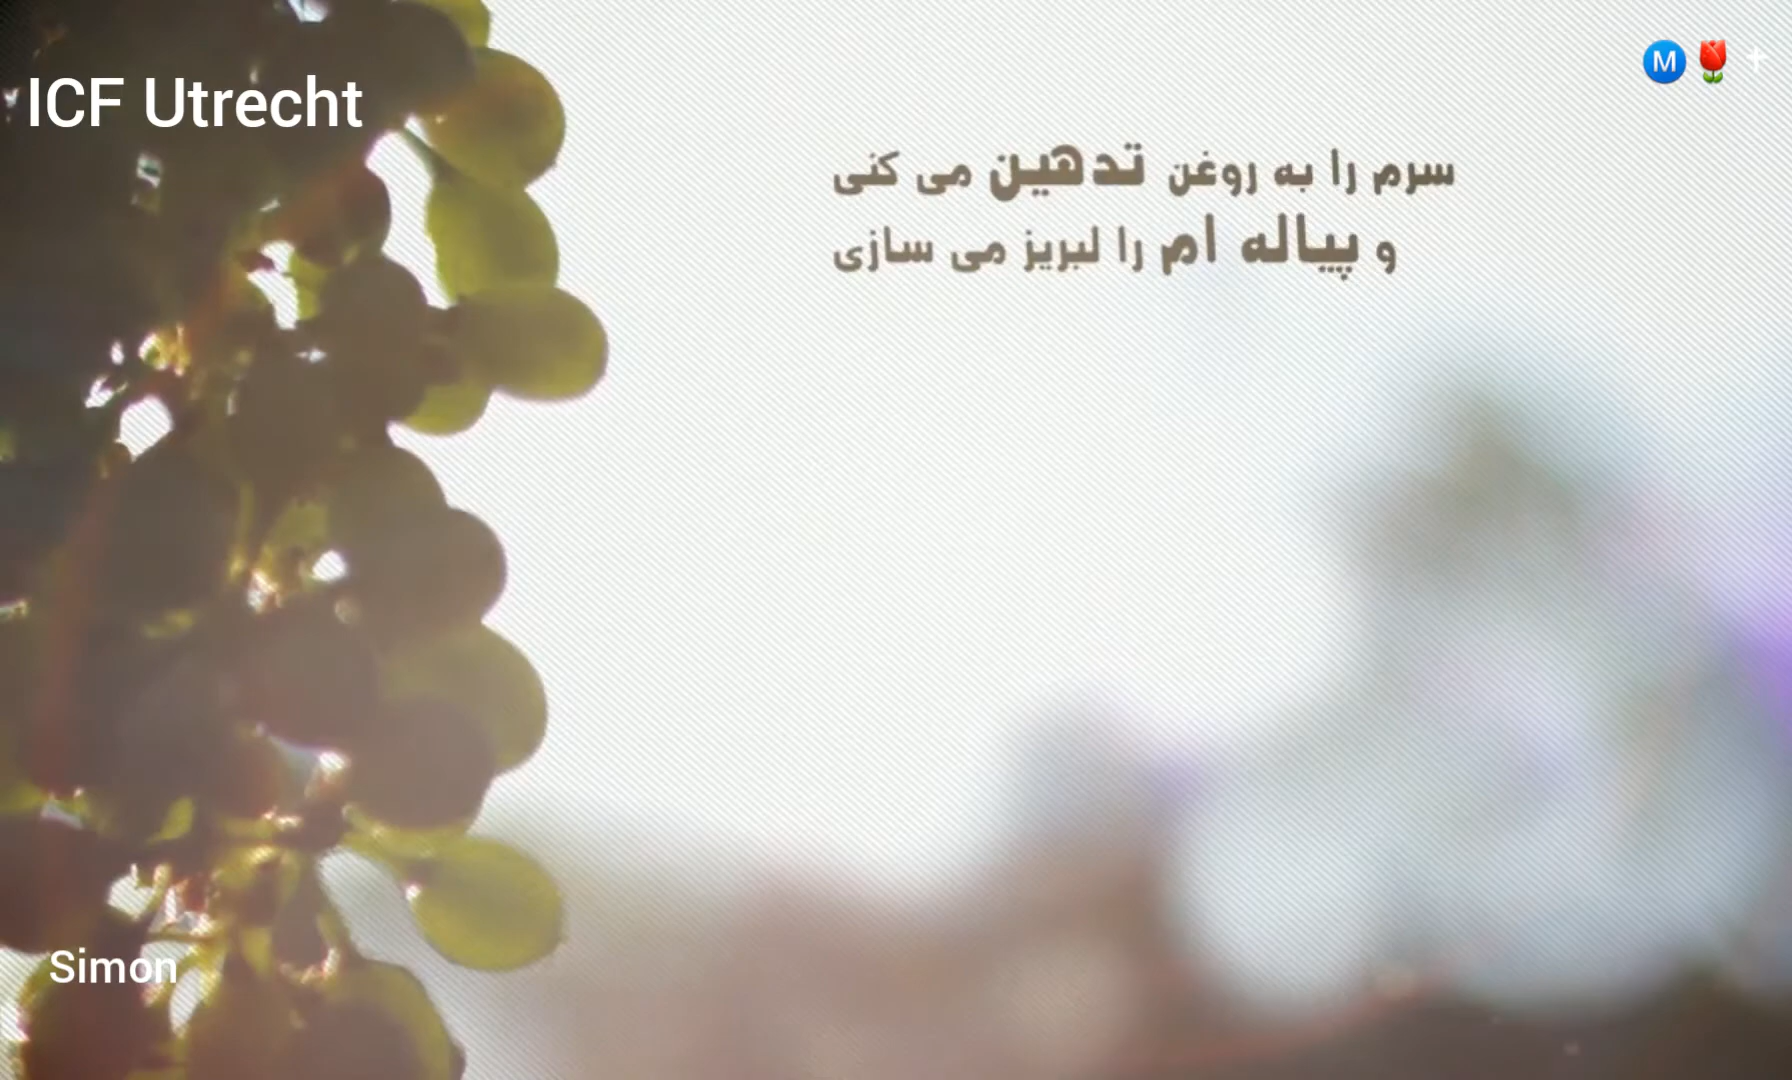 ICF Utrecht
Ⓜ️🌷✝
سرم را به روغن تدهین می کنی
و پیاله ام را لبریز می سازی
Simon